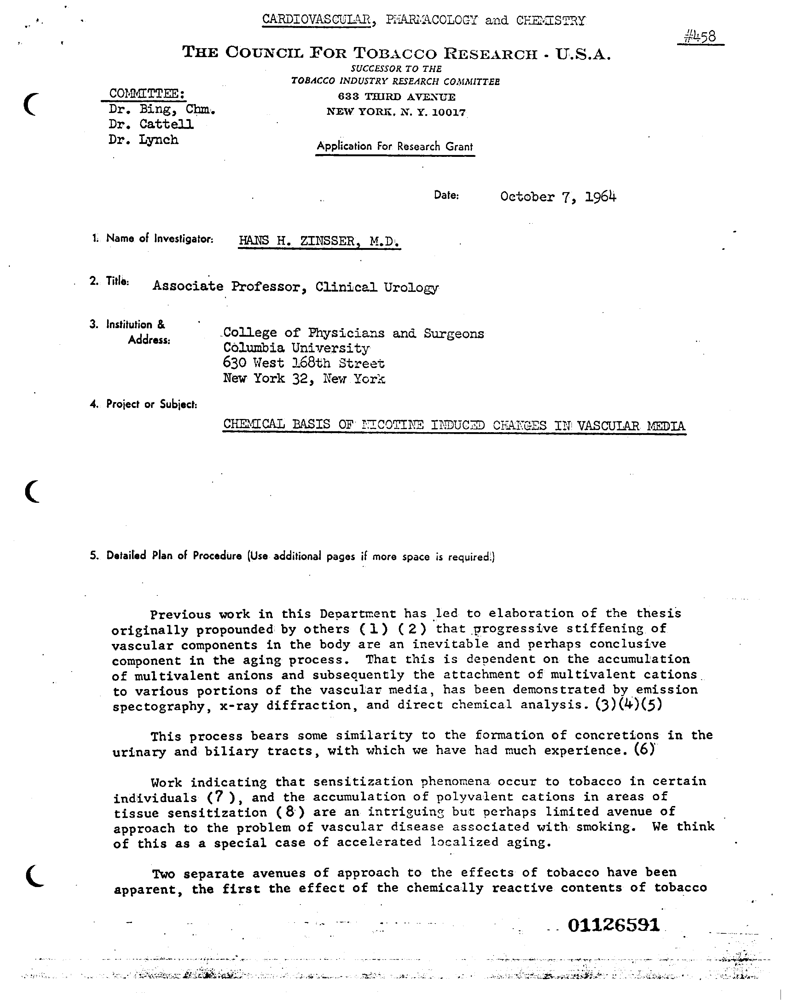 CARDIOVASCULAR, PHARMACOLOGY and CHEMISTRY
#458
THE COUNCIL FOR TOBACCO RESEARCH - U.S.A.
SUCCESSOR TO THE
TOBACCO INDUSTRY RESEARCH COMMITTEE
633 THIRD AVENUE
NEW YORK, N. Y. 10017
COMMITTEE:
Dr. Bing, Chm.
Dr. Cattell
Dr. Lynch
Application For Research Grant
Date: October 7, 1964
1. Name of Investigator: HANS H. ZINSSER, M.D.
2. Title: Associate Professor, Clinical Urology
3. Institution & Address: College of Physicians and Surgeons
Columbia University
630 West 168th Street
New York 32, New York
4. Project or Subject:
CHEMICAL BASIS OF NICOTINE INDUCED CHANGES IN VASCULAR MEDIA
5. Detailed Plan of Procedure (Use additional pages if more space is required.)
Previous work in this Department has led to elaboration of the thesis
originally propounded by others (1) (2) that progressive stiffening of
vascular components in the body are an inevitable and perhaps conclusive
component in the aging process. That this is dependent on the accumulation
of multivalent anions and subsequently the attachment of multivalent cations
to various portions of the vascular media, has been demonstrated by emission
spectography, x-ray diffraction, and direct chemical analysis. (3)(4)(5)
This process bears some similarity to the formation of concretions in the
urinary and biliary tracts, with which we have had much experience. (6)
Work indicating that sensitization phenomena occur to tobacco in certain
individuals (7), and the accumulation of polyvalent cations in areas of
tissue sensitization (8) are an intriguing but perhaps limited avenue of
approach to the problem of vascular disease associated with smoking. We think
of this as a special case of accelerated localized aging.
Two separate avenues of approach to the effects of tobacco have been
apparent, the first the effect of the chemically reactive contents of tobacco
01126591